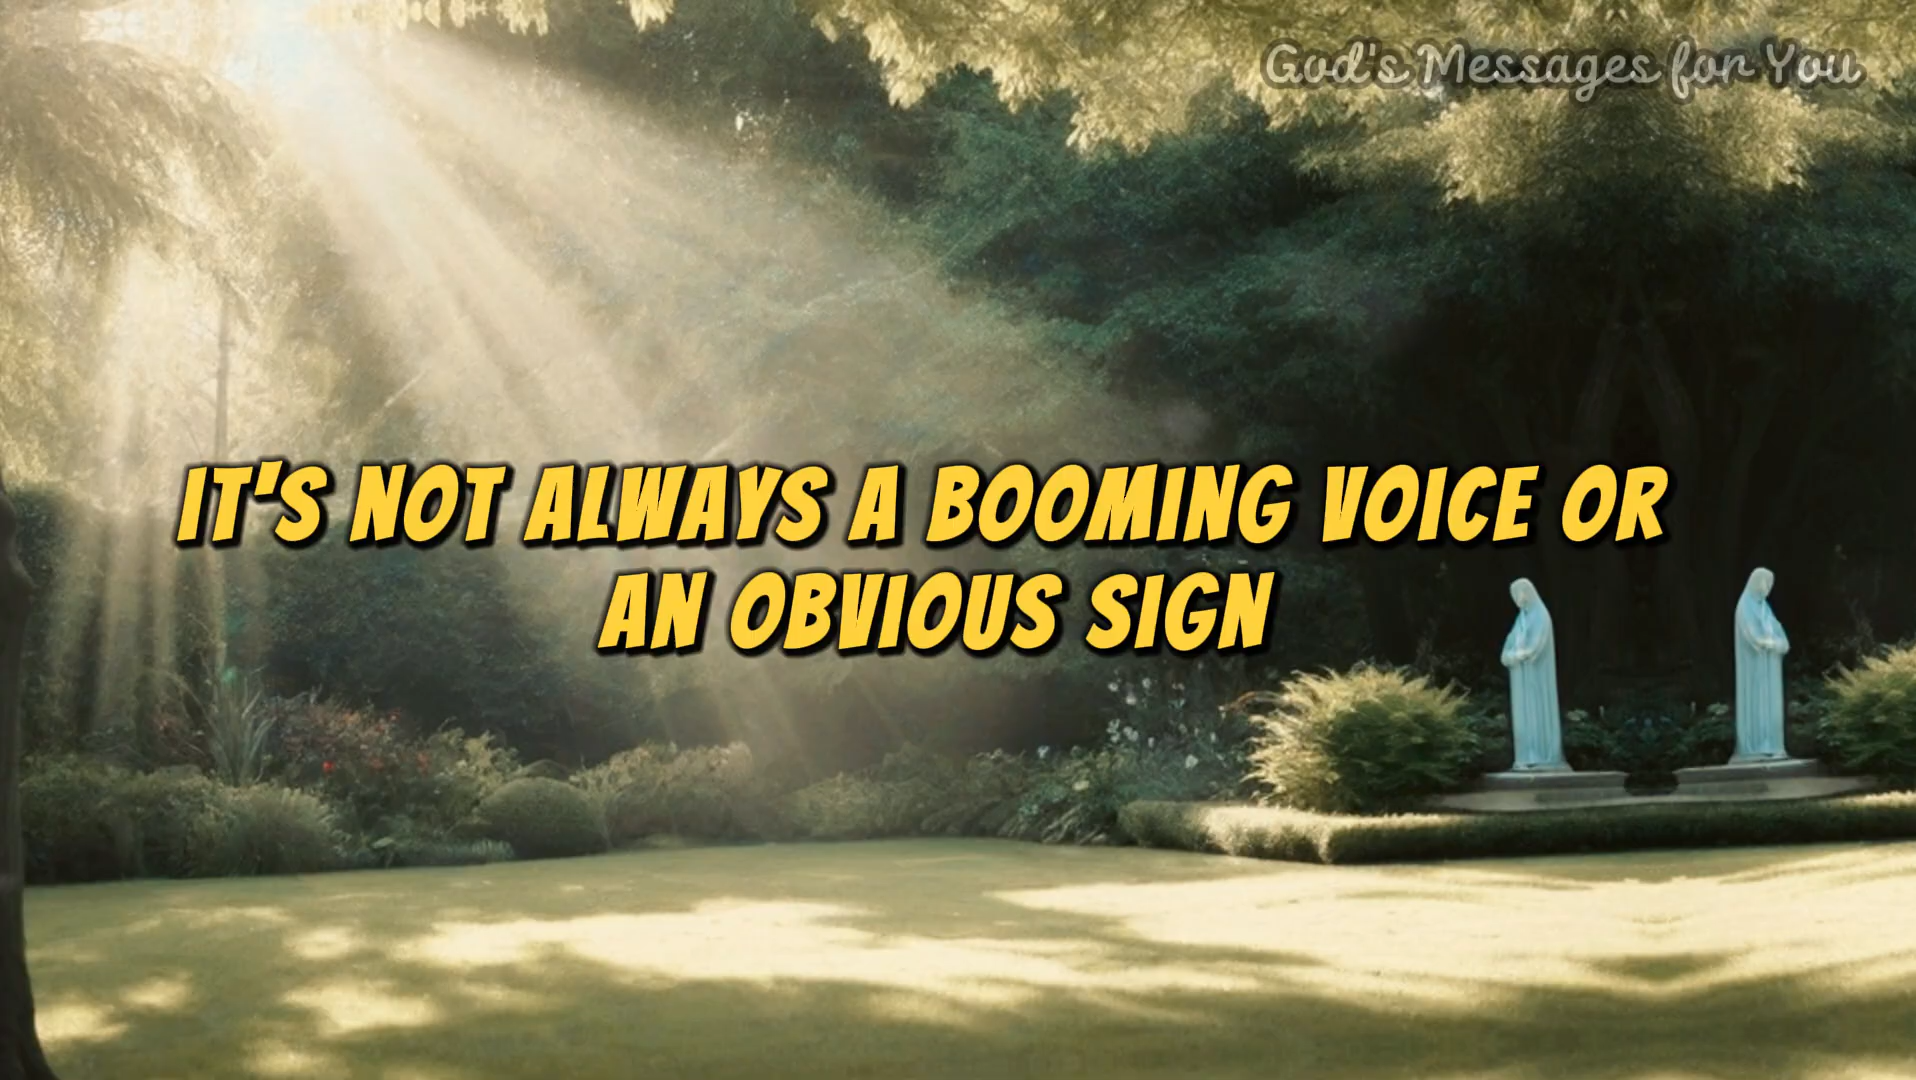 God's Messages for You
IT'S NOT ALWAYS A BOOMING VOICE OR
AN OBVIOUS SIGN